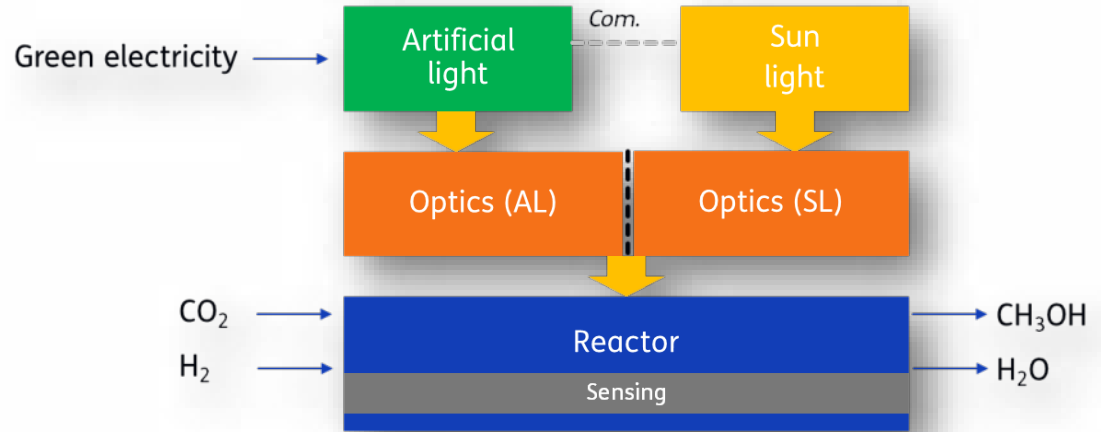 Green electricity
Artificial
light
Com.
Sun
light
Optics (AL)
Optics (SL)
CO₂
H₂
Reactor
Sensing
CH₃OH
H₂O